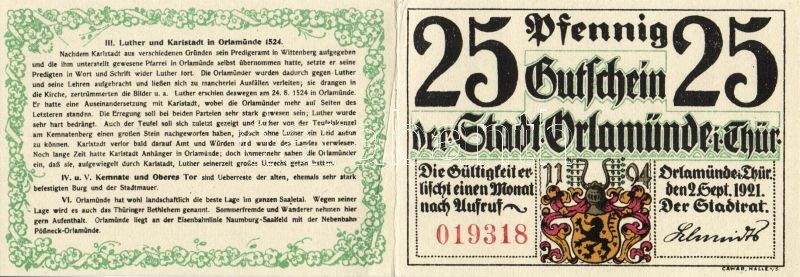 III. Luther und Karlstadt in Orlamünde 1524.
Nachdem Karlstadt aus verschiedenen Gründen sein Predigeramt in Wittenberg aufgegeben
und die ihm unterstellt gewesene Pfarrei in Orlamünde selbst übernommen hatte, setzte er seine
Predigten in Wort und Schrift wider Luther fort. Die Orlamünder wurden dadurch gegen Luther
und seine Lehren aufgebracht und ließen sich zu mancherlei Ausfällen verleiten; sie drangen in
die Kirche, zertrümmerten die Bilder u. a. Luther erschien deswegen am 24. 8. 1524 in Orlamünde.
Er hatte eine Auseinandersetzung mit Karlstadt, wobei die Orlamünder mehr auf Seiten des
Letzteren standen. Die Erregung soll bei beiden Parteien sehr stark gewesen sein; Luther wurde
sehr hart bedrängt. Auch der Teufel soll sich zuletzt gezeigt und Luther von der Teufelskanzel
am Kemnatenberg einen großen Stein nachgeworfen haben, jedoch ohne Luther ein Leid antun
zu können. Karlstadt verlor bald darauf Amt und Würden und wurde des Landes verwiesen.
Noch lange Zeit hatte Karlstadt Anhänger in Orlamünde; doch immer sahen die Orlamünder
ein, daß sie, aufgewiegelt durch Karlstadt, Luther seinerzeit großes Unrecht getan hatten.
IV. u. V. Kemnate und Oberes Tor sind Ueberreste der alten, ehemals sehr stark
befestigten Burg und der Stadtmauer.
VI. Orlamünde hat wohl landschaftlich die beste Lage im ganzen Saaletal. Wegen seiner
Lage wird es auch das Thüringer Bethlehem genannt. Sommerfremde und Wanderer nehmen hier
gern Aufenthalt. Orlamünde liegt an der Eisenbahnlinie Naumburg-Saalfeld mit der Nebenbahn
Pößneck-Orlamünde.
25 Pfennig 25
Gutschein
der Stadt Orlamünde i. Thür.
Die Gültigkeit er-
lischt einen Monat
nach Aufruf
019318
11 94
Orlamünde i. Thür.
den 2. Sept. 1921.
Der Stadtrat.
Schmidt
CAWAR, HALLE-S